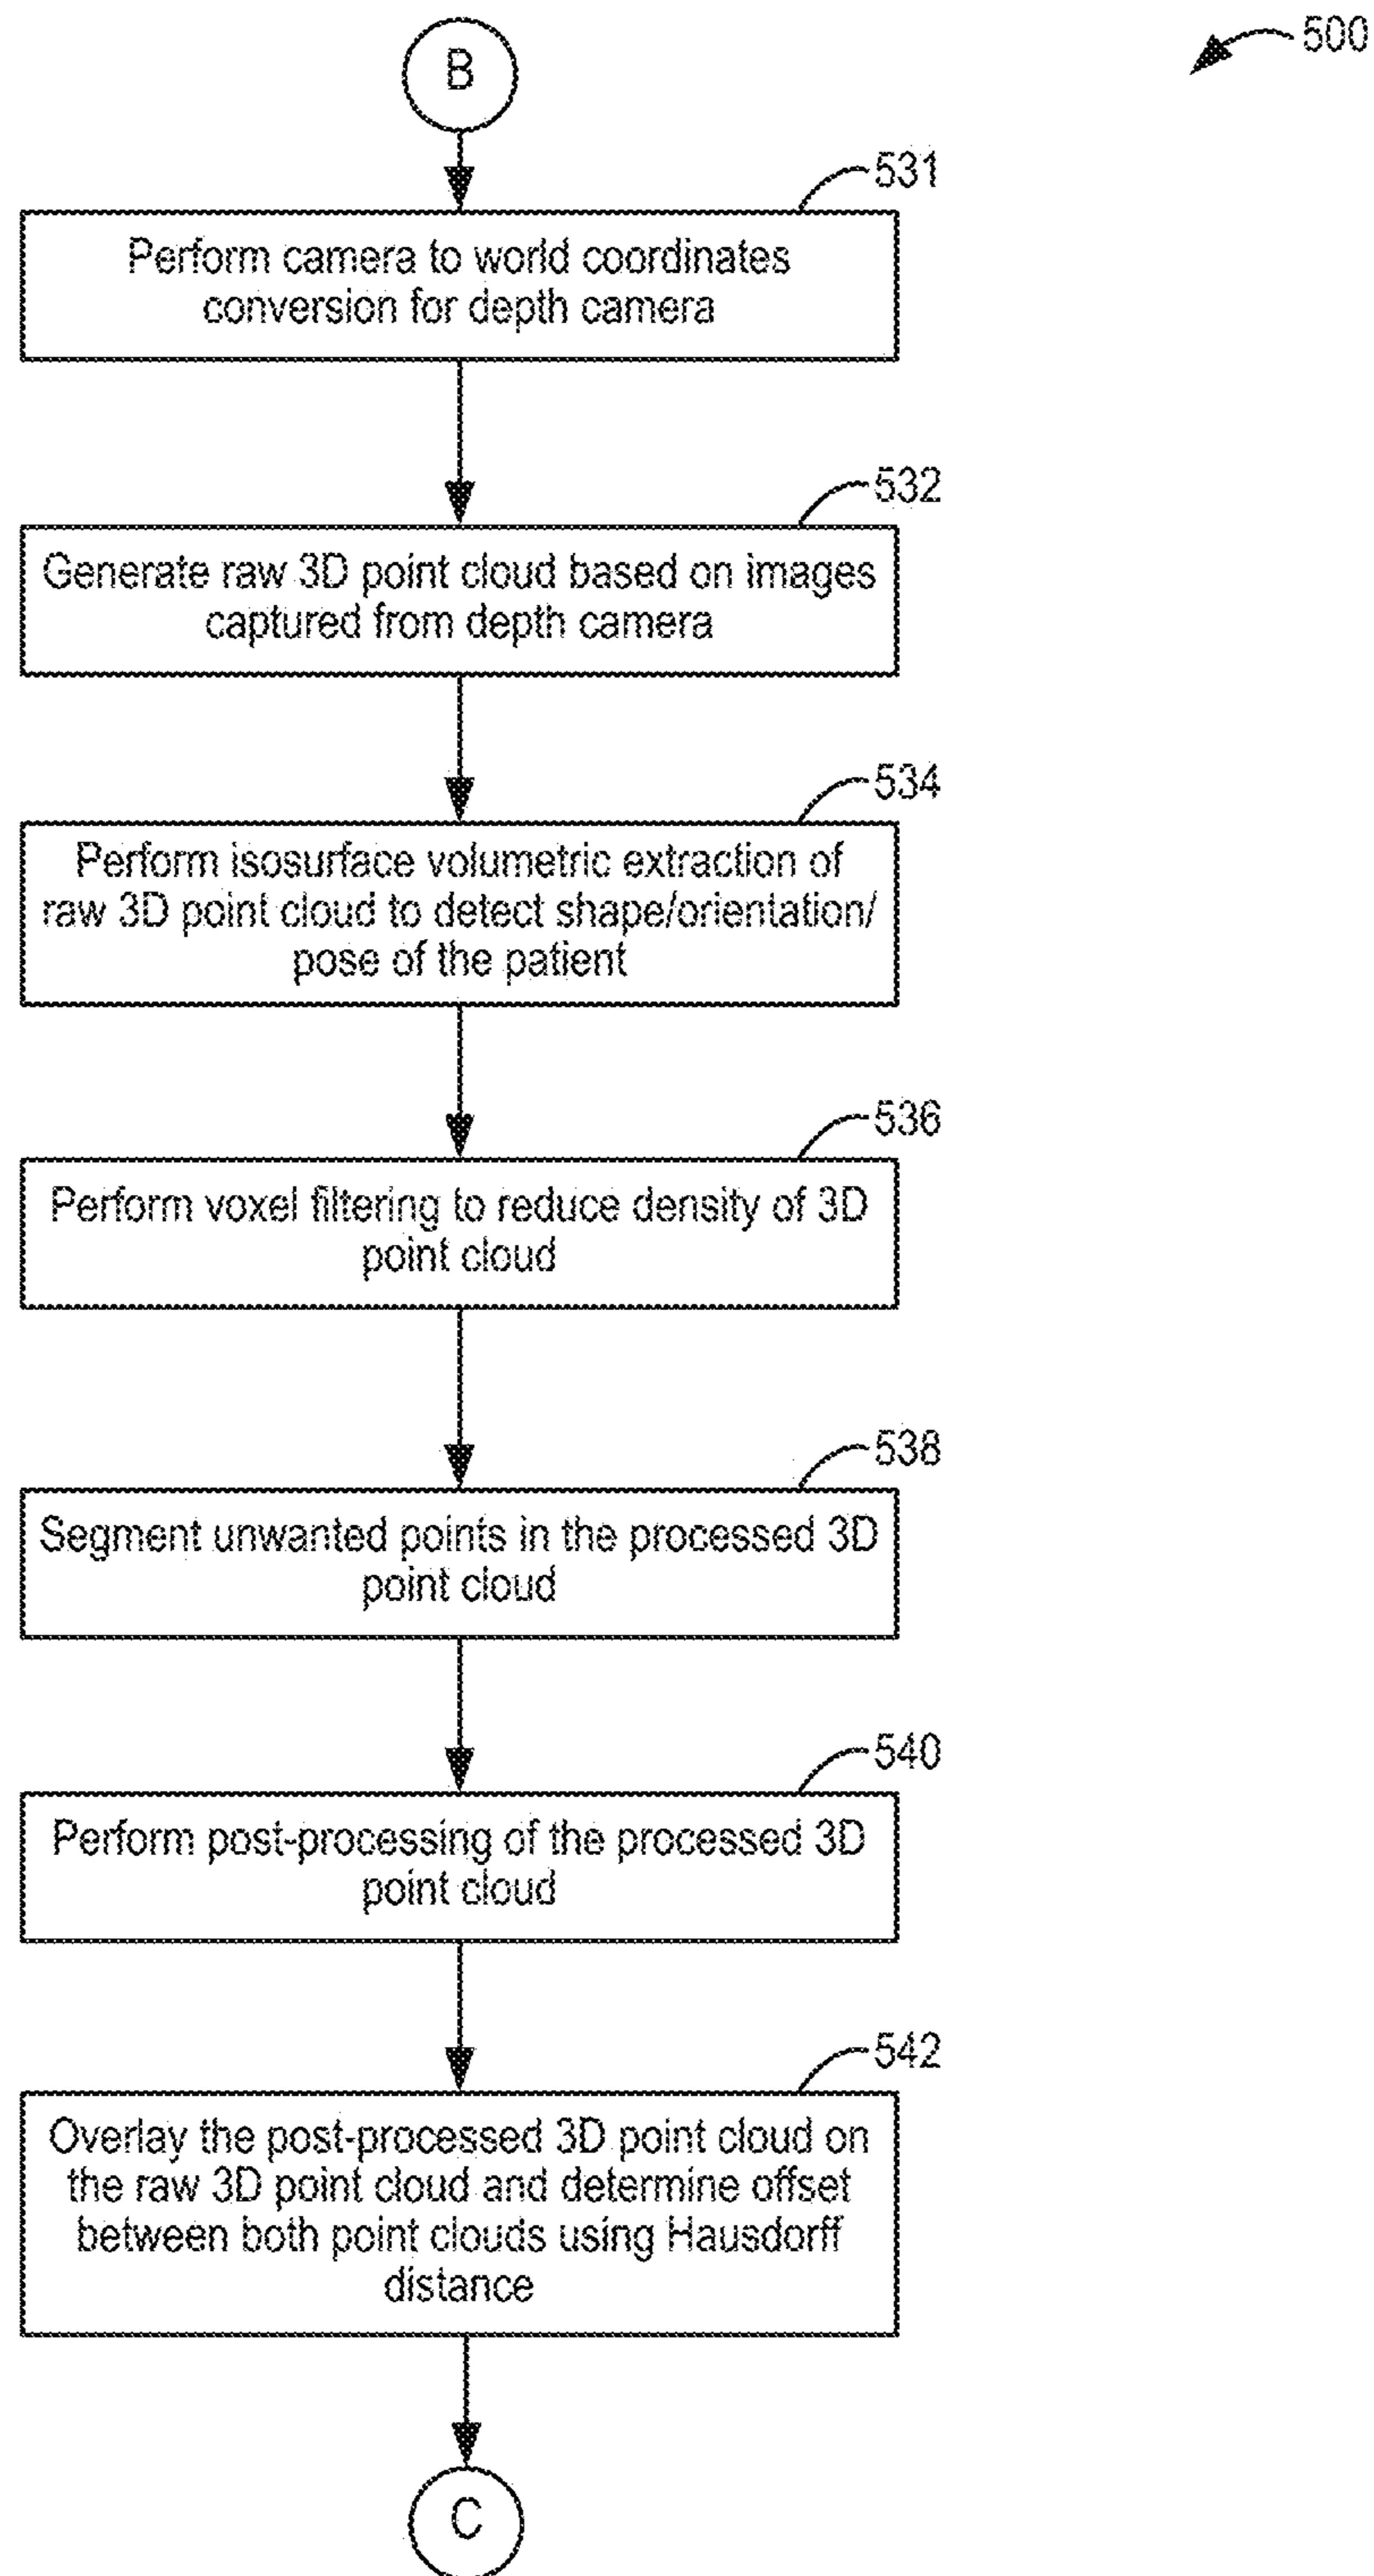 B
500
531
Perform camera to world coordinates
conversion for depth camera
532
Generate raw 3D point cloud based on images
captured from depth camera
534
Perform isosurface volumetric extraction of
raw 3D point cloud to detect shape/orientation/
pose of the patient
536
Perform voxel filtering to reduce density of 3D
point cloud
538
Segment unwanted points in the processed 3D
point cloud
540
Perform post-processing of the processed 3D
point cloud
542
Overlay the post-processed 3D point cloud on
the raw 3D point cloud and determine offset
between both point clouds using Hausdorff
distance
C